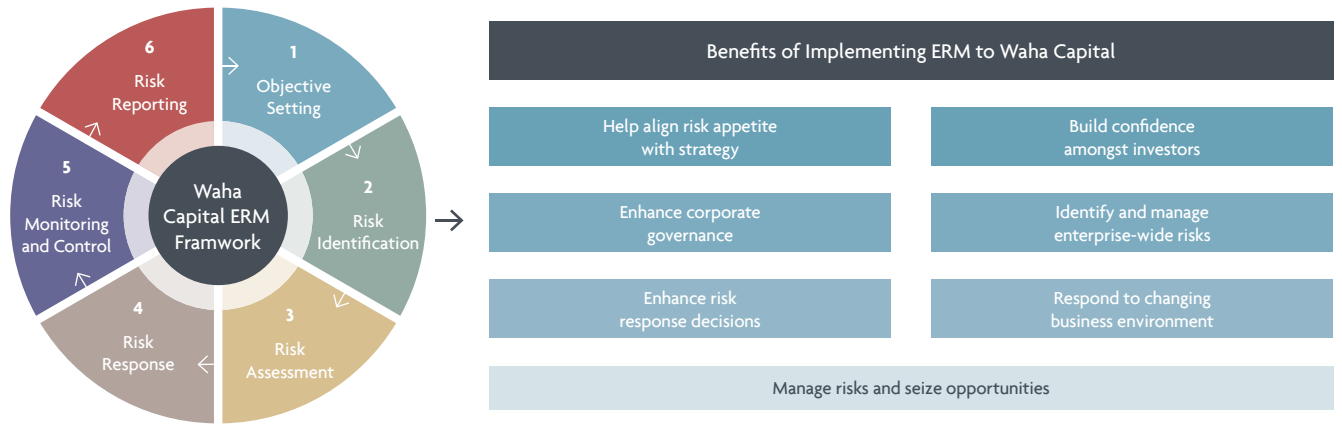 1
Objective
Setting
2
Risk
Identification
3
Risk
Assessment
4
Risk
Response
5
Risk
Monitoring
and Control
6
Risk
Reporting
Waha
Capital ERM
Framwork
Benefits of Implementing ERM to Waha Capital
Help align risk appetite
with strategy
Build confidence
amongst investors
Enhance corporate
governance
Identify and manage
enterprise-wide risks
Enhance risk
response decisions
Respond to changing
business environment
Manage risks and seize opportunities